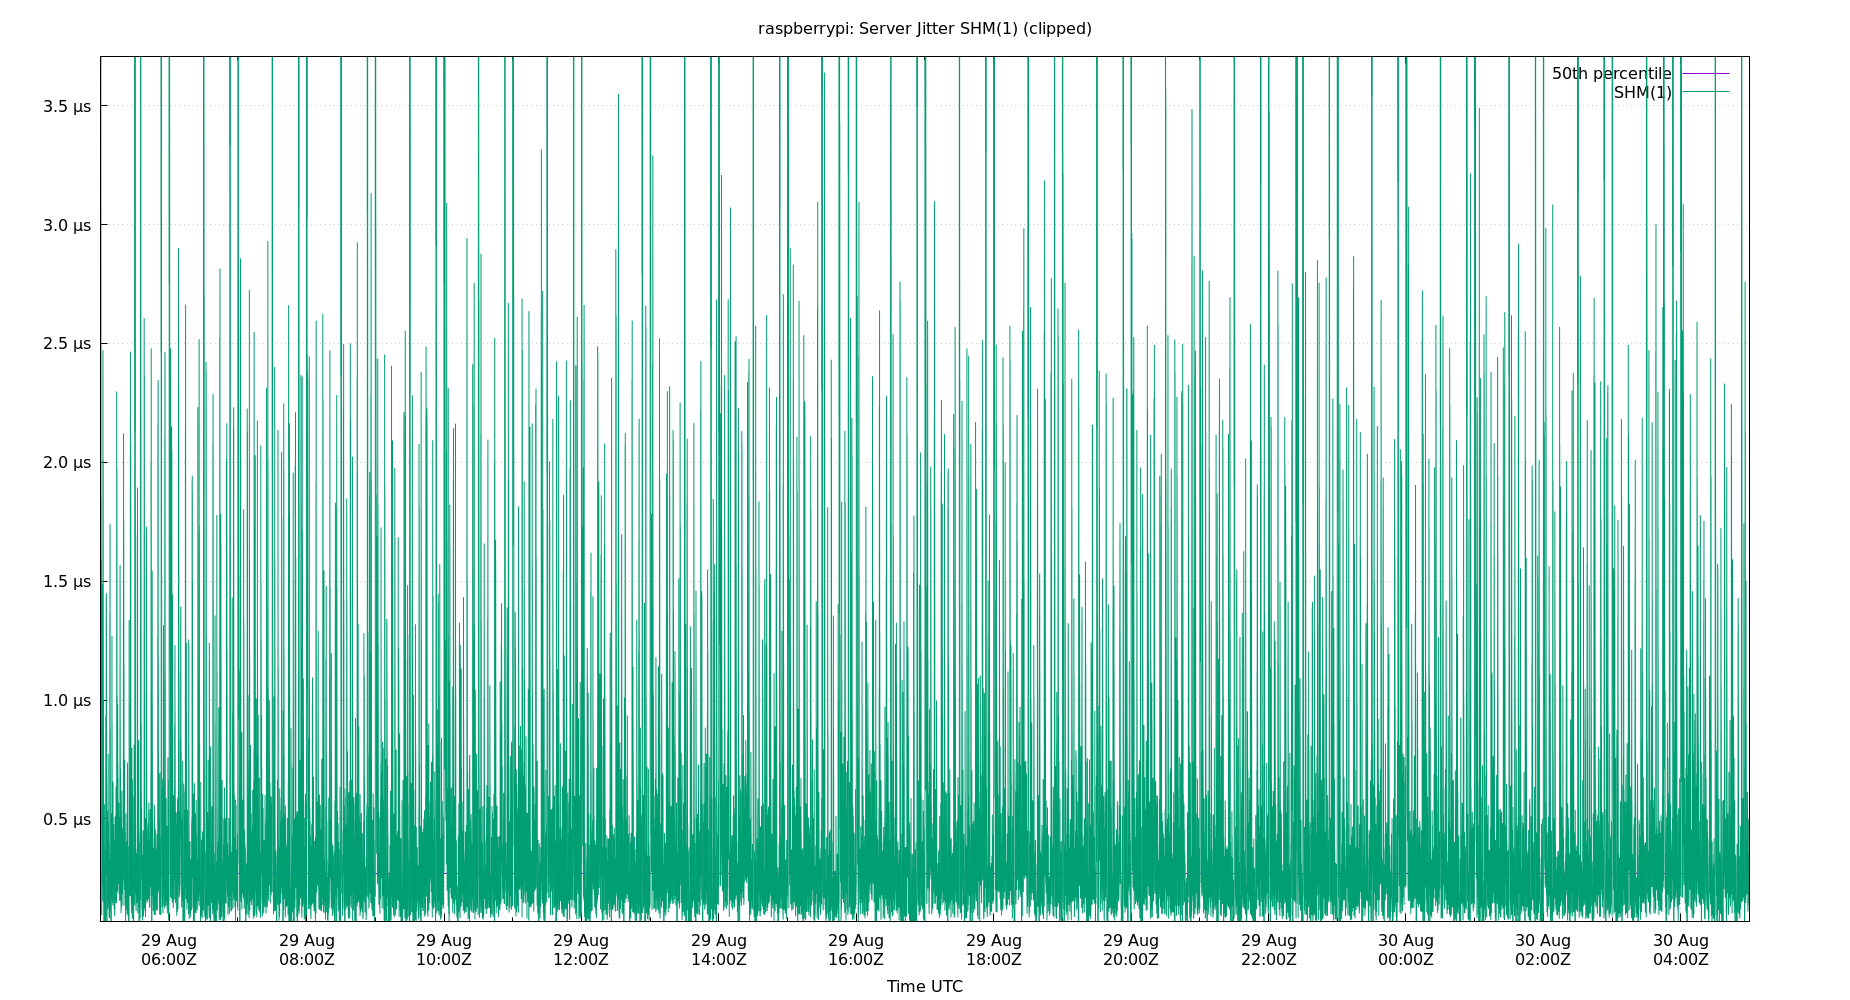 raspberrypi: Server Jitter SHM(1) (clipped)
50th percentile
SHM(1)
3.5 µs
3.0 µs
2.5 µs
2.0 µs
1.5 µs
1.0 µs
0.5 µs
29 Aug 29 Aug 29 Aug 29 Aug 29 Aug 29 Aug 29 Aug 29 Aug 29 Aug 30 Aug 30 Aug 30 Aug
06:00Z 08:00Z 10:00Z 12:00Z 14:00Z 16:00Z 18:00Z 20:00Z 22:00Z 00:00Z 02:00Z 04:00Z
Time UTC